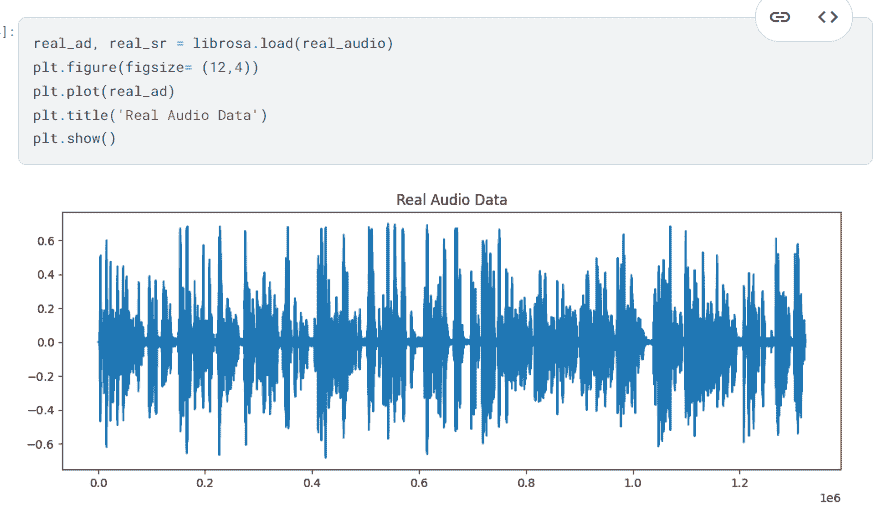 ]:
real_ad, real_sr = librosa.load(real_audio)
plt.figure(figsize= (12,4))
plt.plot(real_ad)
plt.title('Real Audio Data')
plt.show()
Real Audio Data
0.6
0.4
0.2
0.0
−0.2
−0.4
−0.6
0.0 0.2 0.4 0.6 0.8 1.0 1.2
1e6